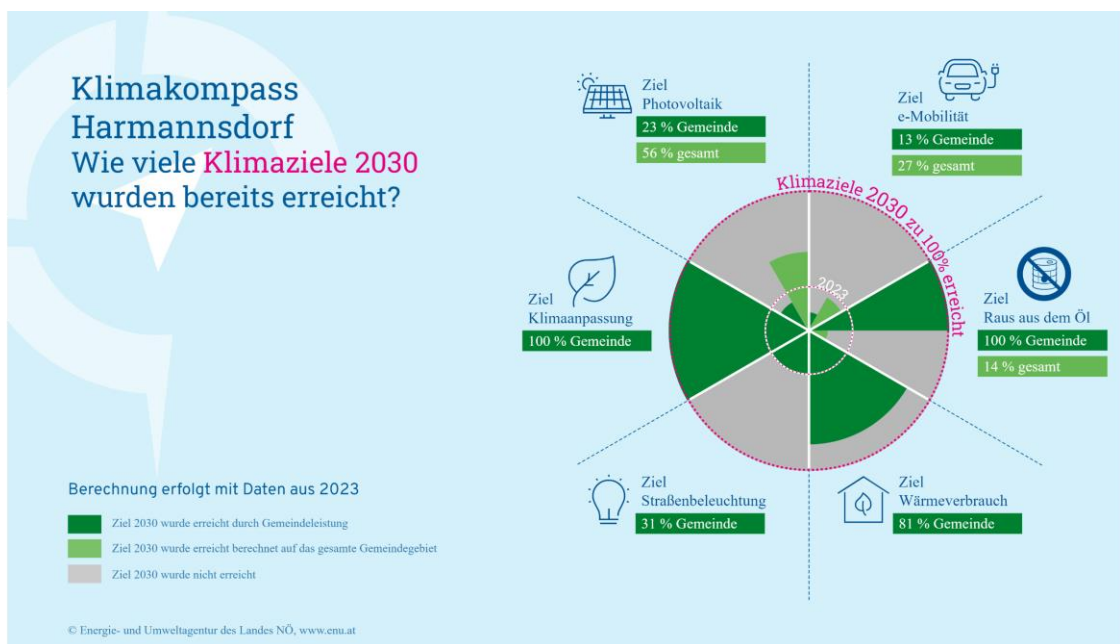 Klimakompass
Harmannsdorf
Wie viele Klimaziele 2030
wurden bereits erreicht?
Ziel
Photovoltaik
23 % Gemeinde
56 % gesamt
Ziel
e-Mobilität
13 % Gemeinde
27 % gesamt
Klimaziele 2030 zu 100% erreicht
2023
Ziel
Klimaanpassung
100 % Gemeinde
Ziel
Raus aus dem Öl
100 % Gemeinde
14 % gesamt
Ziel
Straßenbeleuchtung
31 % Gemeinde
Ziel
Wärmeverbrauch
81 % Gemeinde
Berechnung erfolgt mit Daten aus 2023
Ziel 2030 wurde erreicht durch Gemeindeleistung
Ziel 2030 wurde erreicht berechnet auf das gesamte Gemeindegebiet
Ziel 2030 wurde nicht erreicht
© Energie- und Umweltagentur des Landes NÖ, www.enu.at